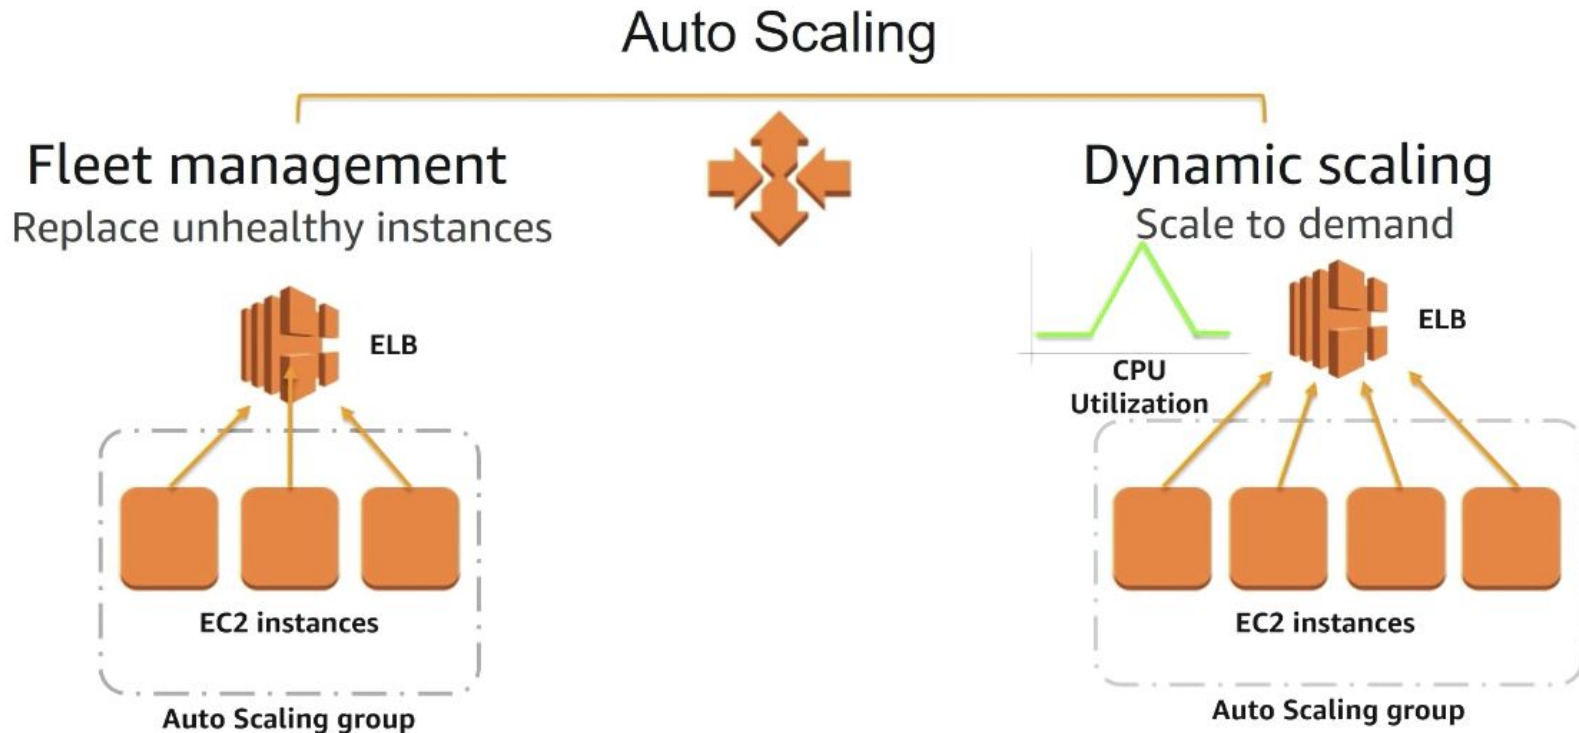 Auto Scaling
Fleet management
Replace unhealthy instances
ELB
EC2 instances
Auto Scaling group
Dynamic scaling
Scale to demand
CPU
Utilization
ELB
EC2 instances
Auto Scaling group